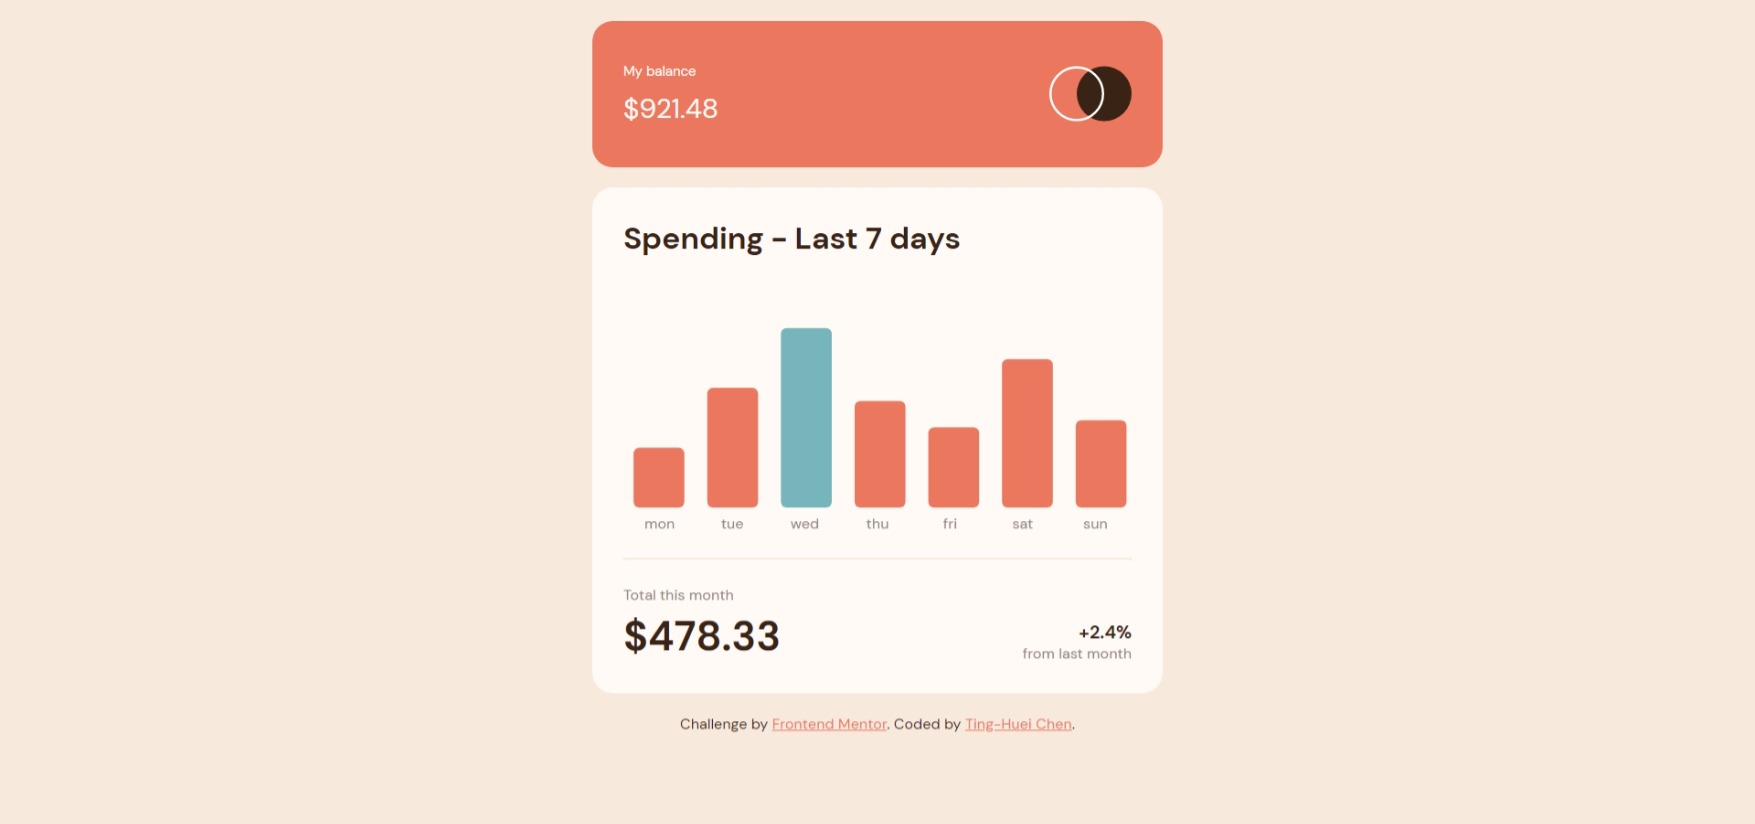 My balance
$921.48
Spending - Last 7 days
mon tue wed thu fri sat sun
Total this month
$478.33
+2.4%
from last month
Challenge by Frontend Mentor. Coded by Ting-Huei Chen.